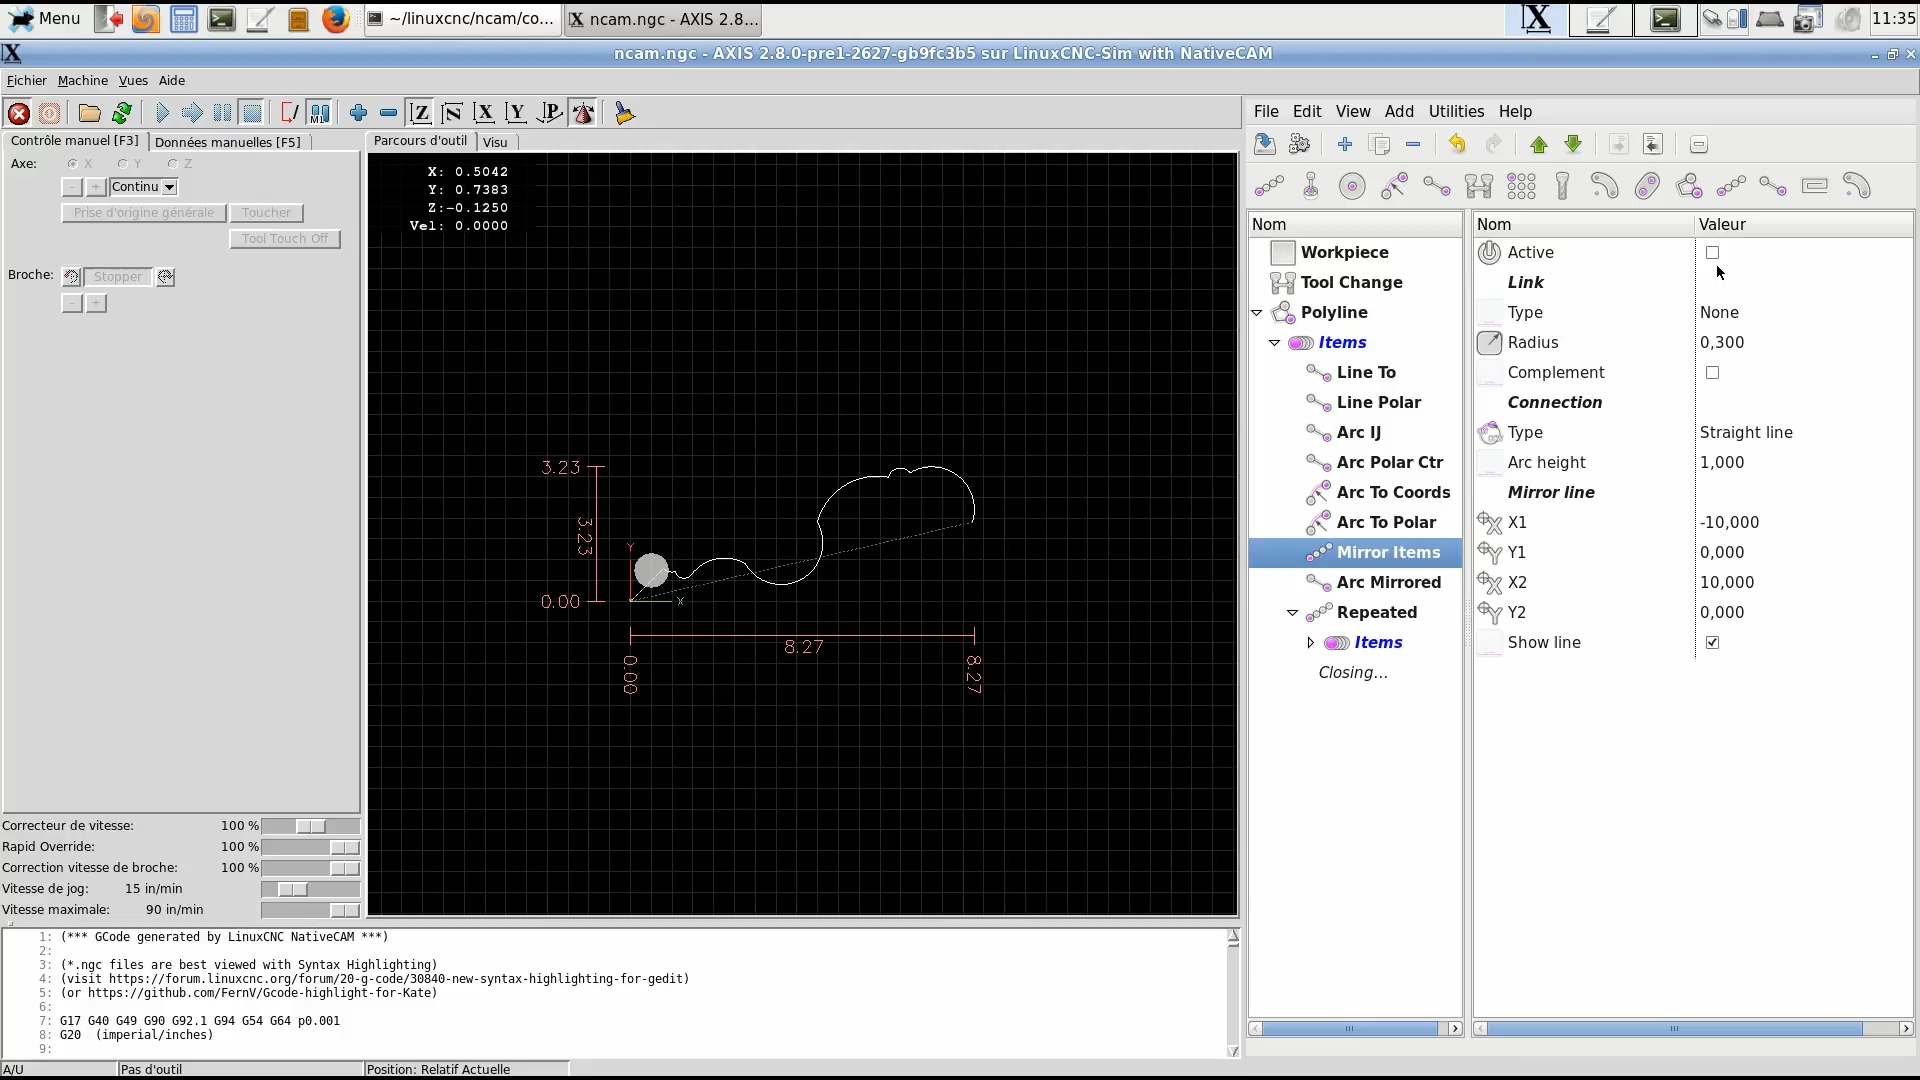 Menu
~/linuxcnc/ncam/co...
ncam.ngc - AXIS 2.8...
11:35
ncam.ngc - AXIS 2.8.0-pre1-2627-gb9fc3b5 sur LinuxCNC-Sim with NativeCAM
Fichier Machine Vues Aide
Contrôle manuel [F3]
Données manuelles [F5]
Axe: X Y Z
- + Continu
Prise d'origine générale
Toucher
Tool Touch Off
Broche: Stopper
- +
Correcteur de vitesse: 100 %
Rapid Override: 100 %
Correction vitesse de broche: 100 %
Vitesse de jog: 15 in/min
Vitesse maximale: 90 in/min
Parcours d'outil
Visu
X: 0.5042
Y: 0.7383
Z:-0.1250
Vel: 0.0000
3.23
3.23
0.00
Y
X
8.27
0.00
8.27
File Edit View Add Utilities Help
Nom
Workpiece
Tool Change
Polyline
Items
Line To
Line Polar
Arc IJ
Arc Polar Ctr
Arc To Coords
Arc To Polar
Mirror Items
Arc Mirrored
Repeated
Items
Closing...
Nom Valeur
Active
Link
Type None
Radius 0,300
Complement
Connection
Type Straight line
Arc height 1,000
Mirror line
X1 -10,000
Y1 0,000
X2 10,000
Y2 0,000
Show line
1: (*** GCode generated by LinuxCNC NativeCAM ***)
2:
3: (*.ngc files are best viewed with Syntax Highlighting)
4: (visit https://forum.linuxcnc.org/forum/20-g-code/30840-new-syntax-highlighting-for-gedit)
5: (or https://github.com/FernV/Gcode-highlight-for-Kate)
6:
7: G17 G40 G49 G90 G92.1 G94 G54 G64 p0.001
8: G20 (imperial/inches)
9:
A/U
Pas d'outil
Position: Relatif Actuelle